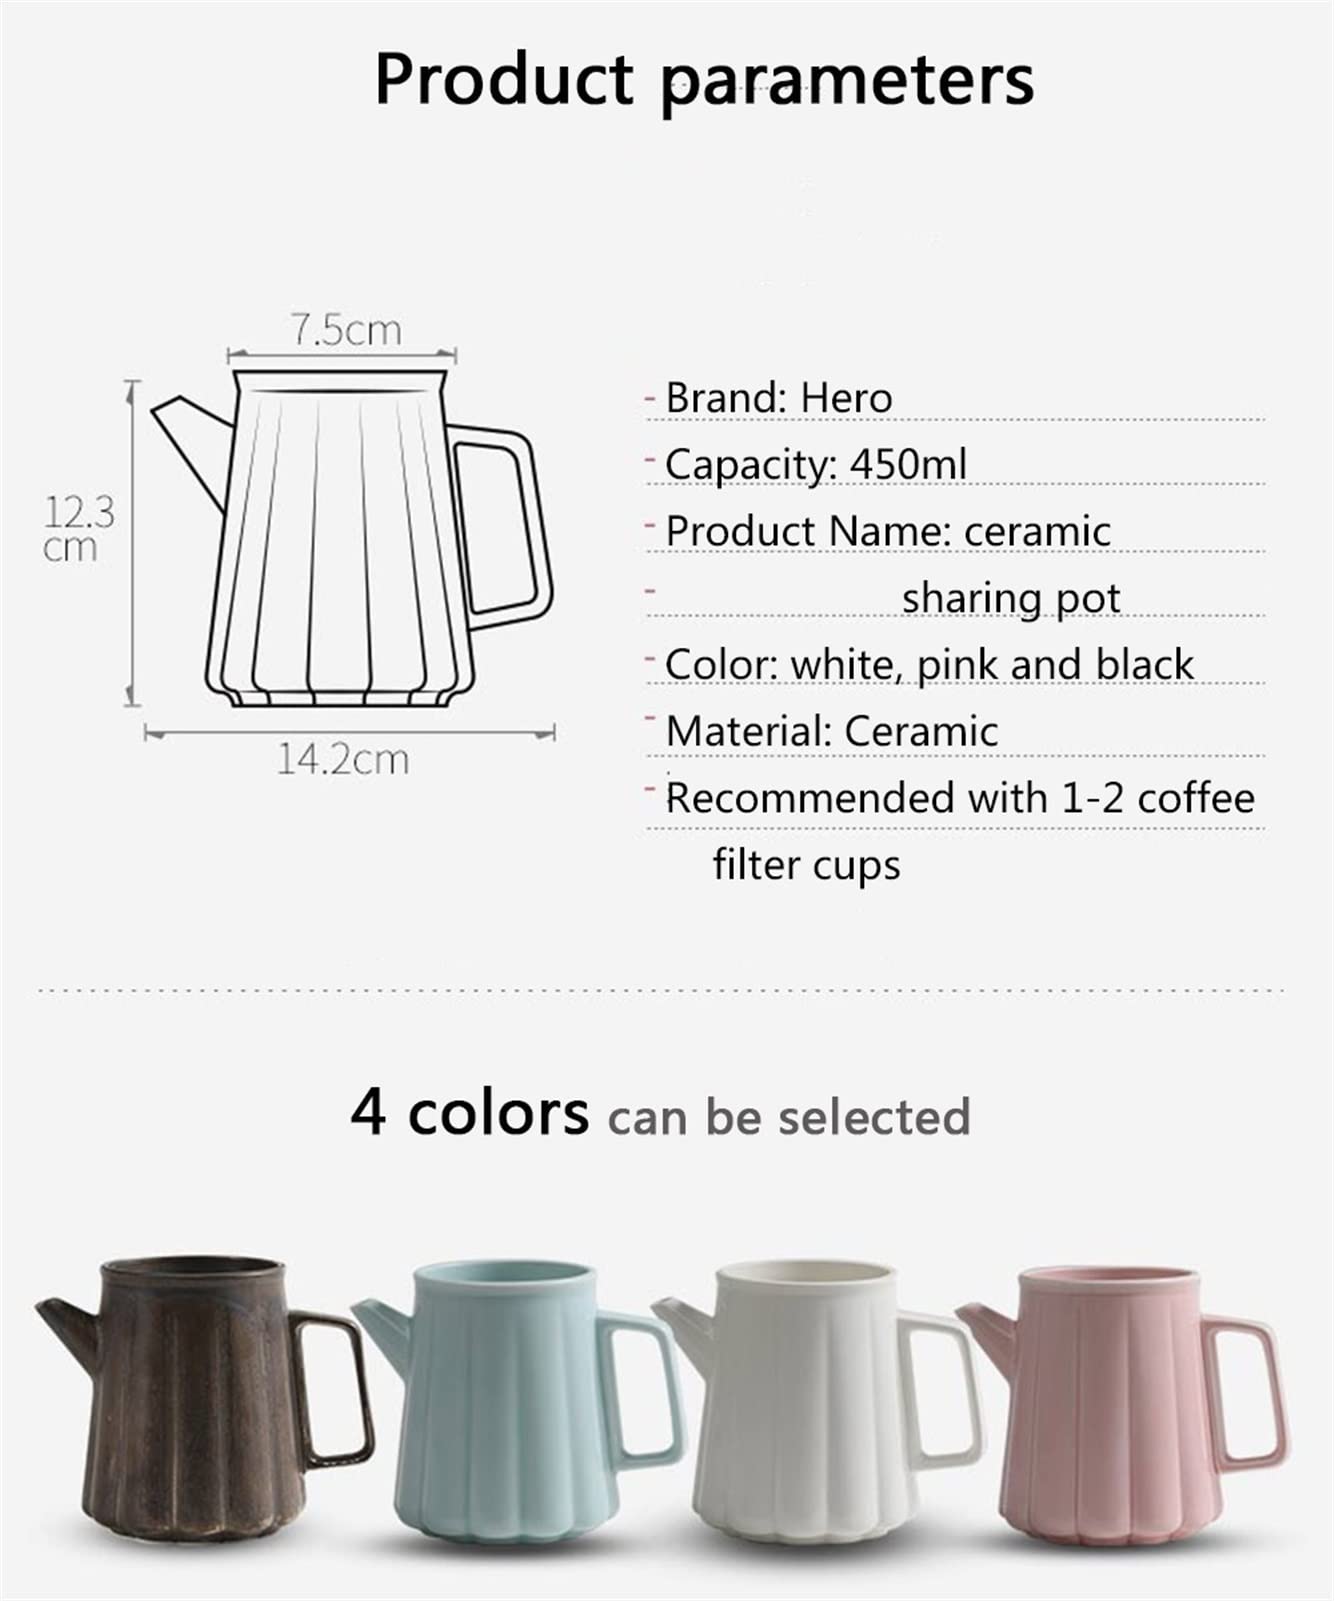 Product parameters
7.5cm
12.3
cm
14.2cm
- Brand: Hero
- Capacity: 450ml
- Product Name: ceramic
- sharing pot
- Color: white, pink and black
- Material: Ceramic
- Recommended with 1-2 coffee
filter cups
4 colors can be selected